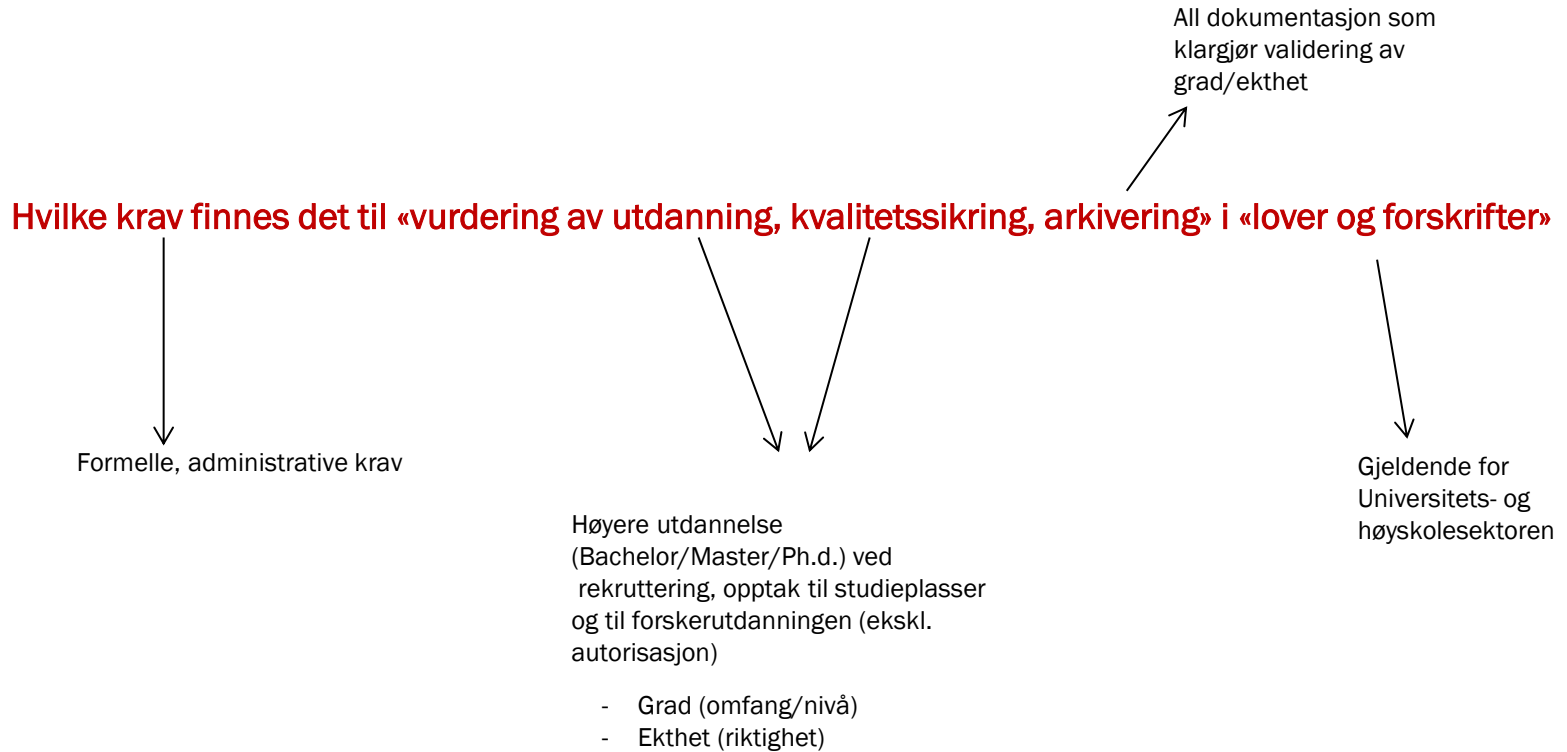 All dokumentasjon som
klargjør validering av
grad/ekthet
Hvilke krav finnes det til «vurdering av utdanning, kvalitetssikring, arkivering» i «lover og forskrifter»
Formelle, administrative krav
Høyere utdannelse
(Bachelor/Master/Ph.d.) ved
rekruttering, opptak til studieplasser
og til forskerutdanningen (ekskl.
autorisasjon)
- Grad (omfang/nivå)
- Ekthet (riktighet)
Gjeldende for
Universitets- og
høyskolesektoren